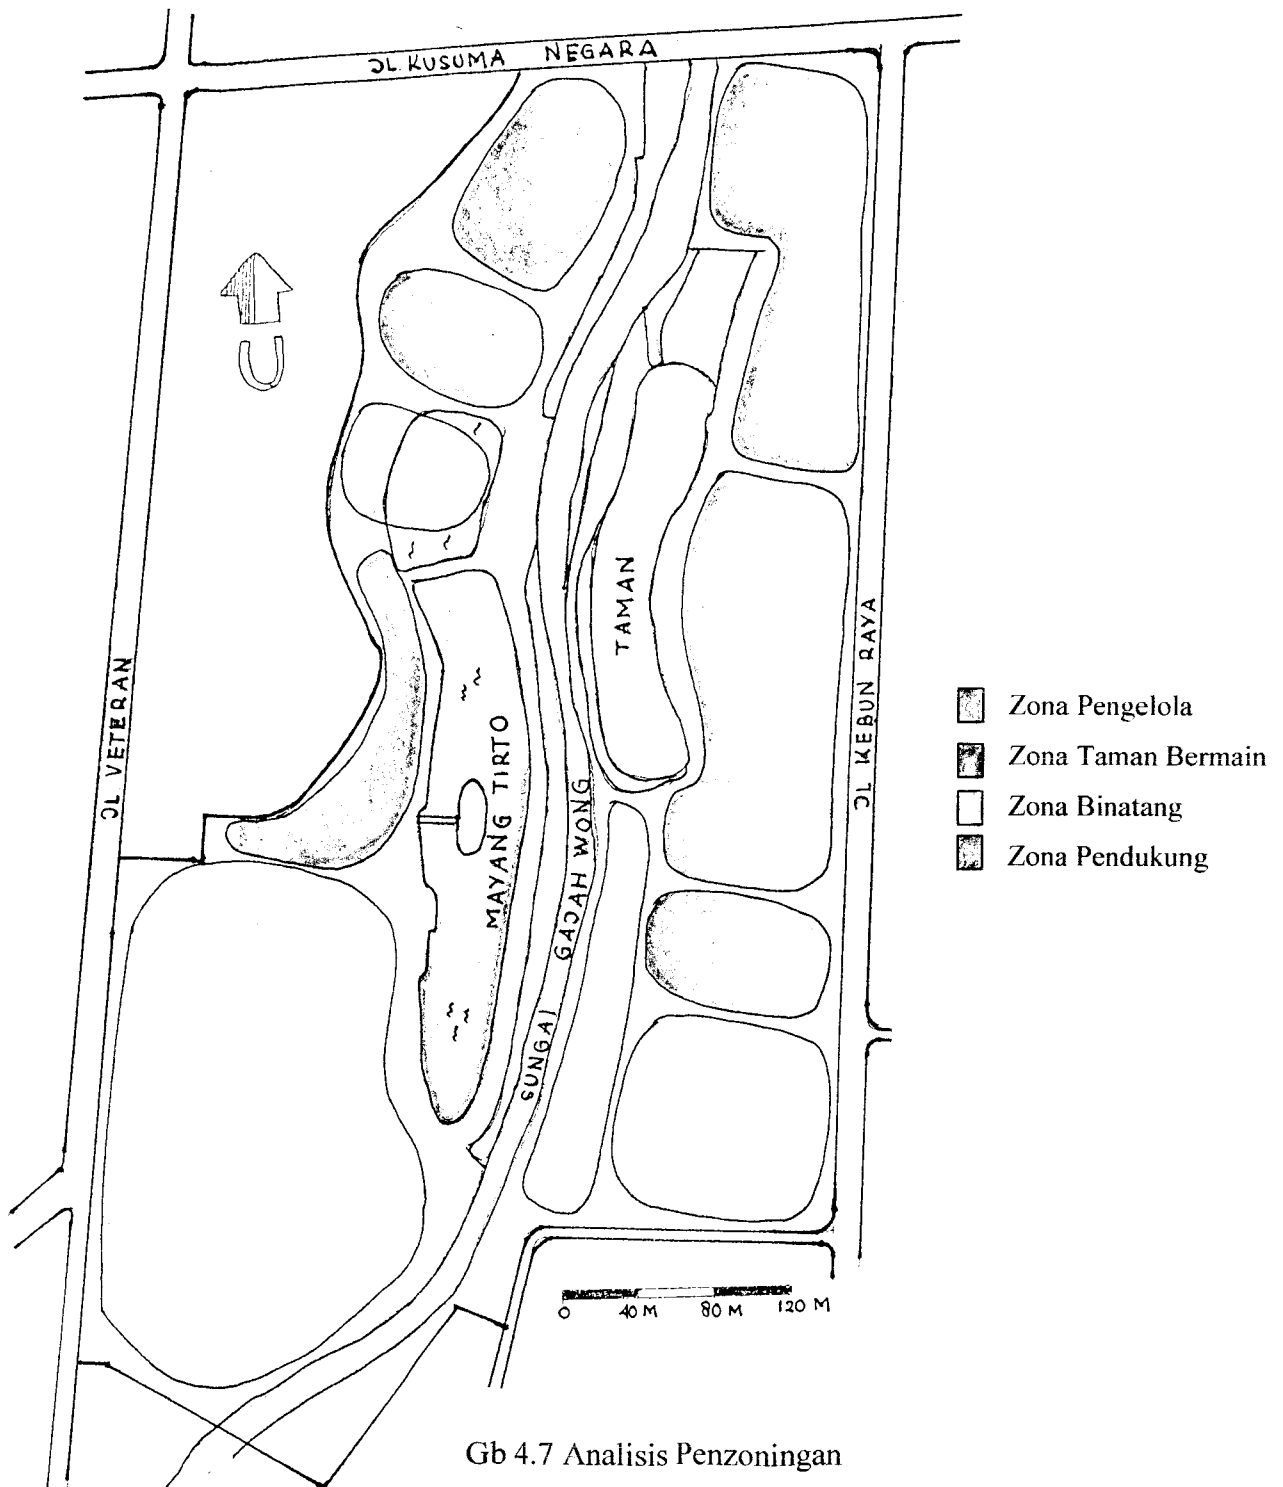 JL. KUSUMA NEGARA
U
TAMAN
JL KEBUN RAYA
JL VETERAN
MAYANG TIRTO
SUNGAI GAJAH WONG
Zona Pengelola
Zona Taman Bermain
Zona Binatang
Zona Pendukung
0 40 M 80 M 120 M
Gb 4.7 Analisis Penzoningan